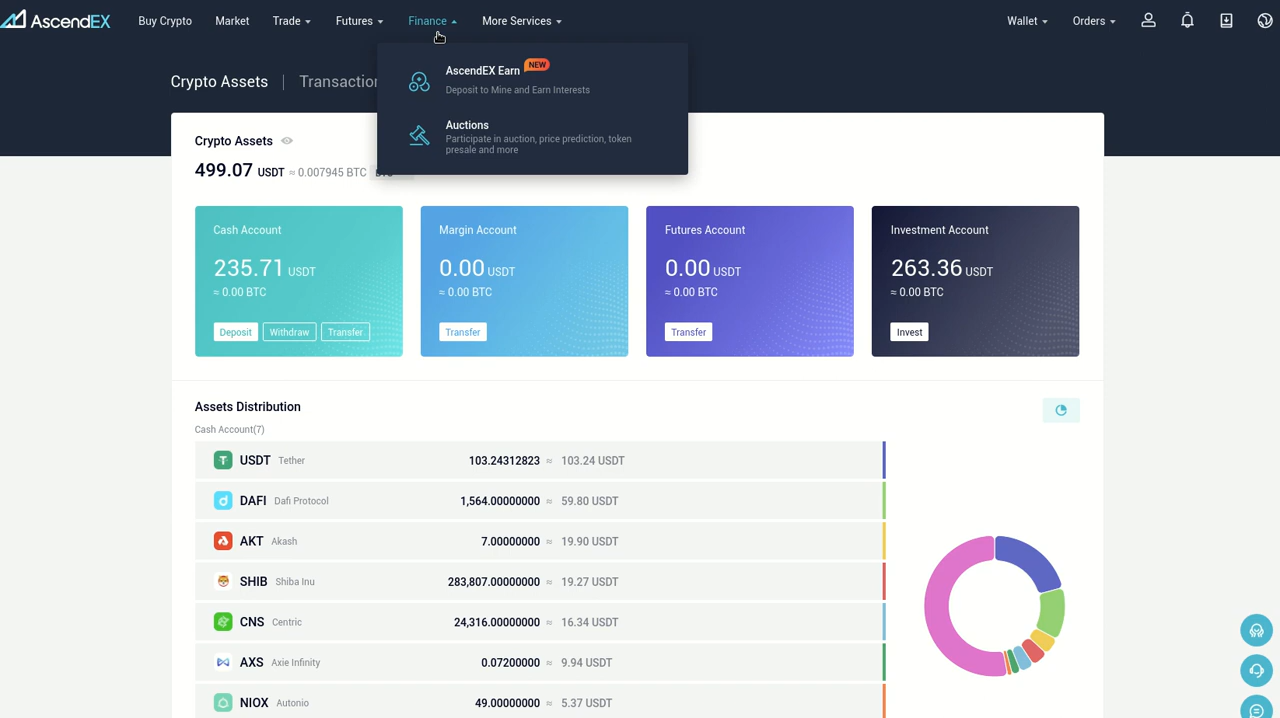 AscendEX
Buy Crypto
Market
Trade
Futures
Finance
More Services
Wallet
Orders
AscendEX Earn NEW
Deposit to Mine and Earn Interests
Auctions
Participate in auction, price prediction, token
presale and more
Crypto Assets
Crypto Assets
499.07 USDT ≈ 0.007945 BTC
Cash Account
235.71 USDT
≈ 0.00 BTC
Deposit Withdraw Transfer
Margin Account
0.00 USDT
≈ 0.00 BTC
Transfer
Futures Account
0.00 USDT
≈ 0.00 BTC
Transfer
Investment Account
263.36 USDT
≈ 0.00 BTC
Invest
Assets Distribution
Cash Account(7)
USDT Tether 103.24312823 ≈ 103.24 USDT
DAFI Dafi Protocol 1,564.00000000 ≈ 59.80 USDT
AKT Akash 7.00000000 ≈ 19.90 USDT
SHIB Shiba Inu 283,807.00000000 ≈ 19.27 USDT
CNS Centric 24,316.00000000 ≈ 16.34 USDT
AXS Axie Infinity 0.07200000 ≈ 9.94 USDT
NIOX Autonio 49.00000000 ≈ 5.37 USDT